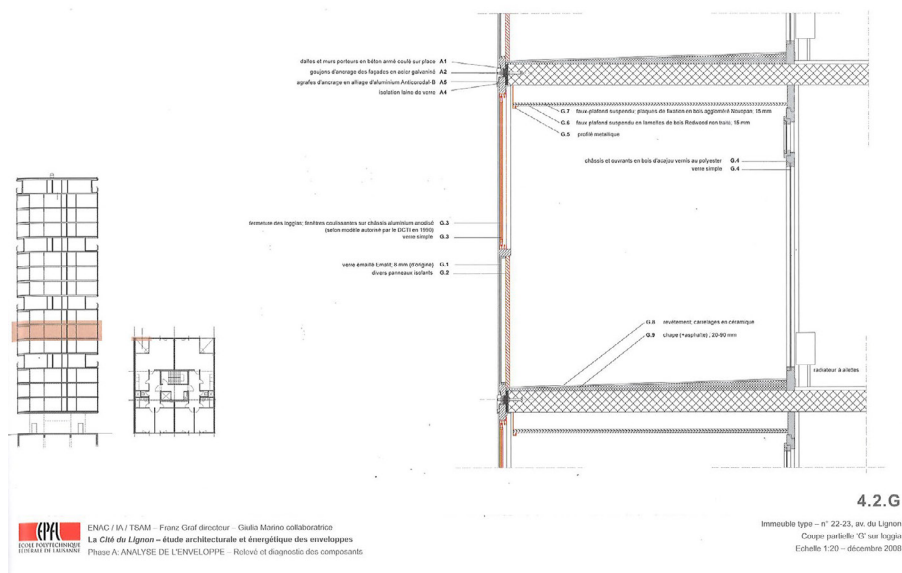 dalles et murs porteurs en béton armé coulé sur place A1
goujons d'ancrage des façades en acier galvanisé A2
agrafes d'ancrage en alliage d'aluminium Anticorodal-B A5
isolation laine de verre A4
G.7 faux-plafond suspendu; plaques de fixation en bois aggloméré Novopan, 15 mm
G.6 faux-plafond suspendu en lamelles de bois Redwood non traité, 15 mm
G.5 profilé métallique
châssis et ouvrants en bois d'acajou vernis au polyester G.4
verre simple G.4
fermeture des loggias; fenêtres coulissantes sur châssis aluminium anodisé G.3
(selon modèle autorisé par le DCTI en 1990)
verre simple G.3
verre émaillé Emalit, 8 mm (d'origine) G.1
divers panneaux isolants G.2
G.8 revêtement, carrelages en céramique
G.9 chape (+asphalte), 20-90 mm
radiateur à ailettes
4.2.G
EPFL
ÉCOLE POLYTECHNIQUE
FÉDÉRALE DE LAUSANNE
ENAC / IA / TSAM – Franz Graf directeur – Giulia Marino collaboratrice
La Cité du Lignon – étude architecturale et énergétique des enveloppes
Phase A: ANALYSE DE L'ENVELOPPE – Relevé et diagnostic des composants
Immeuble type – n° 22-23, av. du Lignon
Coupe partielle 'G' sur loggia
Echelle 1:20 – décembre 2008